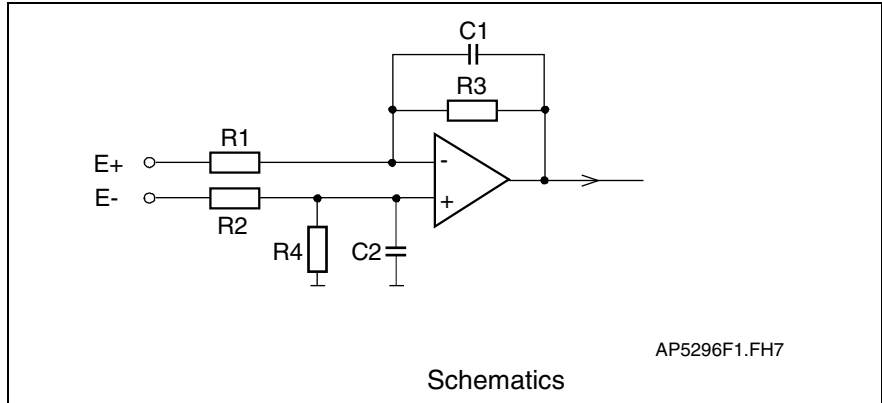 C1
R3
R1
E+
-
E-
+
R2
R4
C2
AP5296F1.FH7
Schematics